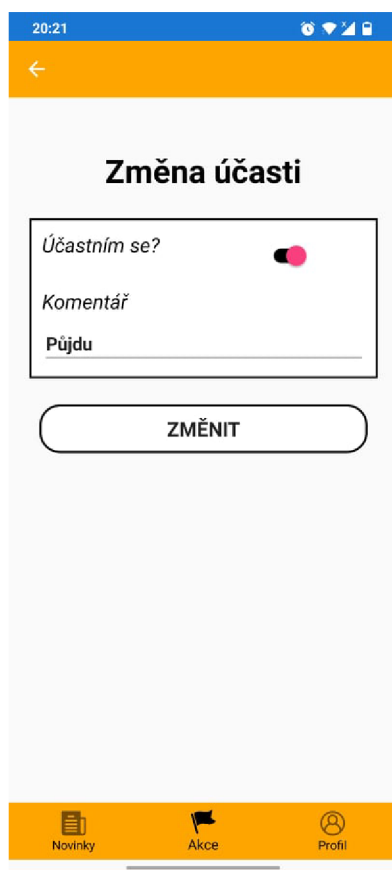 20:21
Změna účasti
Účastním se?
Komentář
Půjdu
ZMĚNIT
Novinky
Akce
Profil